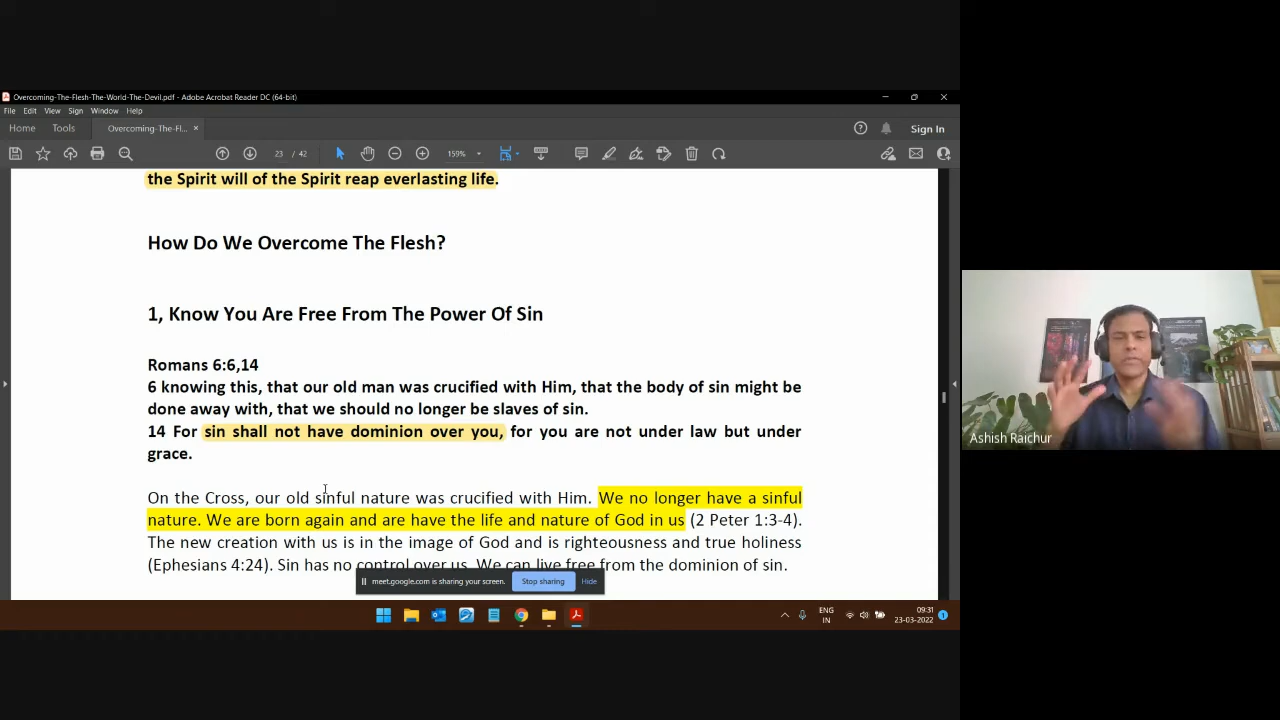 Overcoming-The-Flesh-The-World-The-Devil.pdf - Adobe Acrobat Reader DC (64-bit)
File Edit View Sign Window Help
Home Tools Overcoming-The-Fl... × Sign In
23 / 42 159%
the Spirit will of the Spirit reap everlasting life.
How Do We Overcome The Flesh?
1, Know You Are Free From The Power Of Sin
Romans 6:6,14
6 knowing this, that our old man was crucified with Him, that the body of sin might be
done away with, that we should no longer be slaves of sin.
14 For sin shall not have dominion over you, for you are not under law but under
grace.
On the Cross, our old sinful nature was crucified with Him. We no longer have a sinful
nature. We are born again and are have the life and nature of God in us (2 Peter 1:3-4).
The new creation with us is in the image of God and is righteousness and true holiness
(Ephesians 4:24). Sin has no control over us. We can live free from the dominion of sin.
meet.google.com is sharing your screen. Stop sharing Hide
Ashish Raichur
ENG
IN
09:31
23-03-2022
1